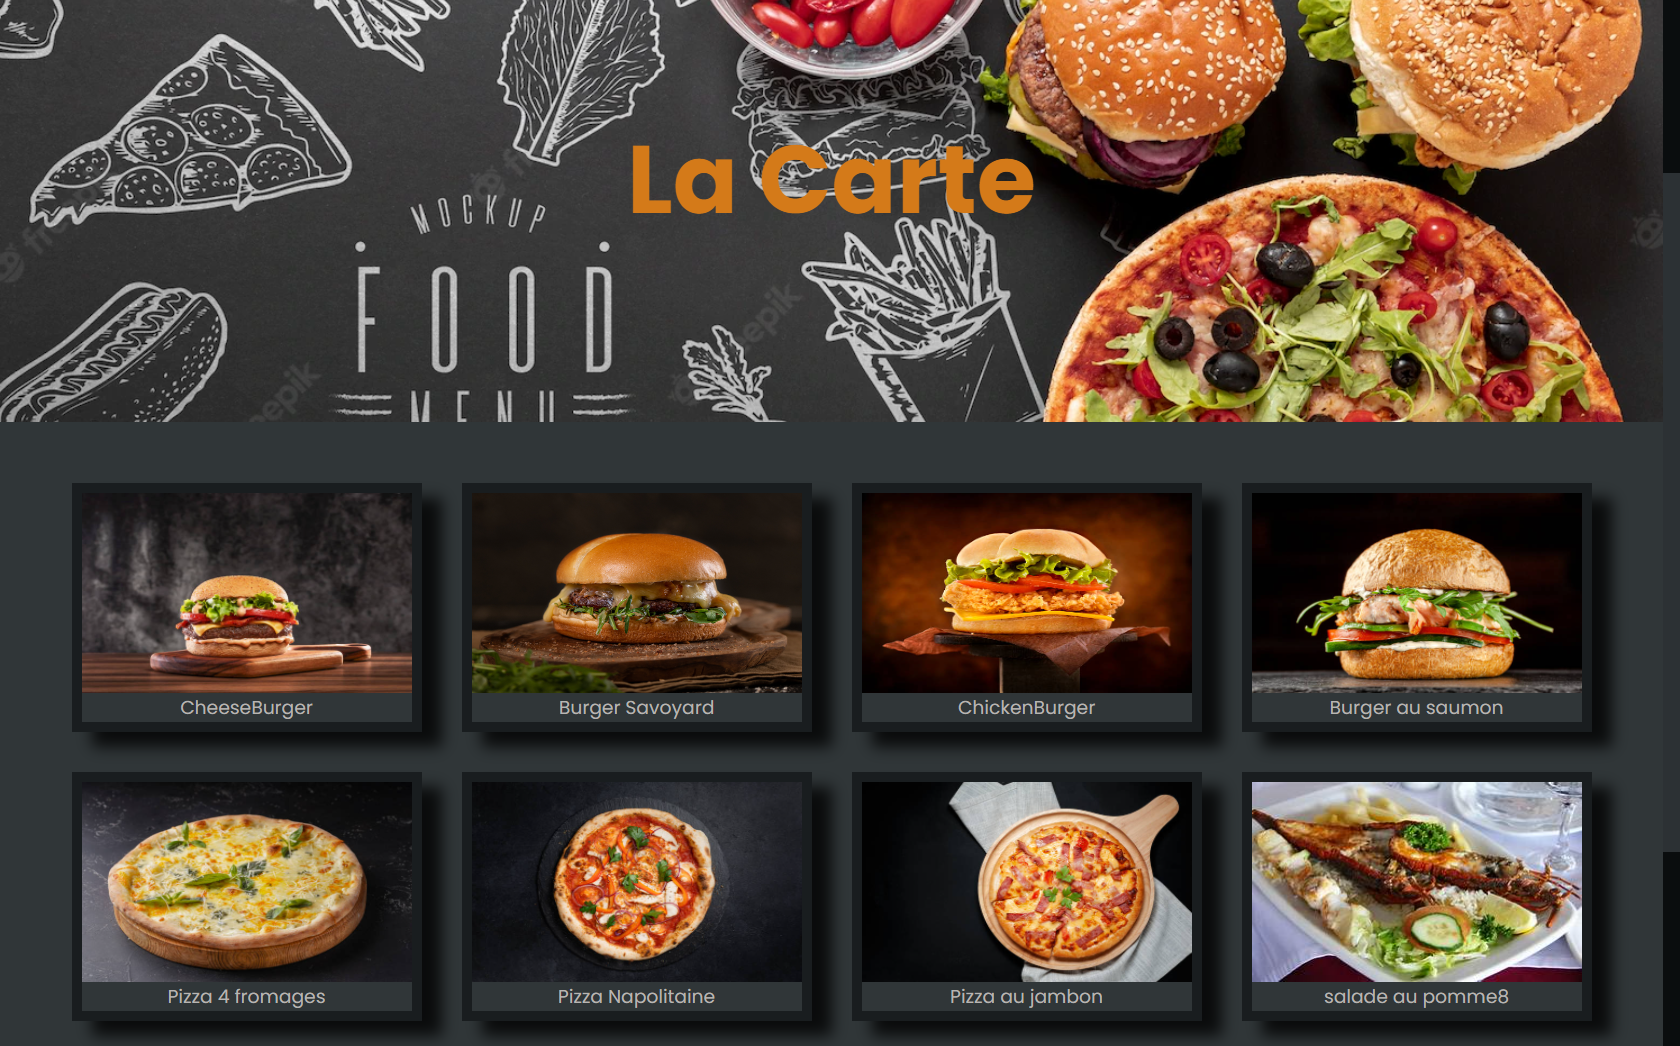 La Carte
MOCKUP
FOOD
MENU
freepik
CheeseBurger
Burger Savoyard
ChickenBurger
Burger au saumon
Pizza 4 fromages
Pizza Napolitaine
Pizza au jambon
salade au pomme8